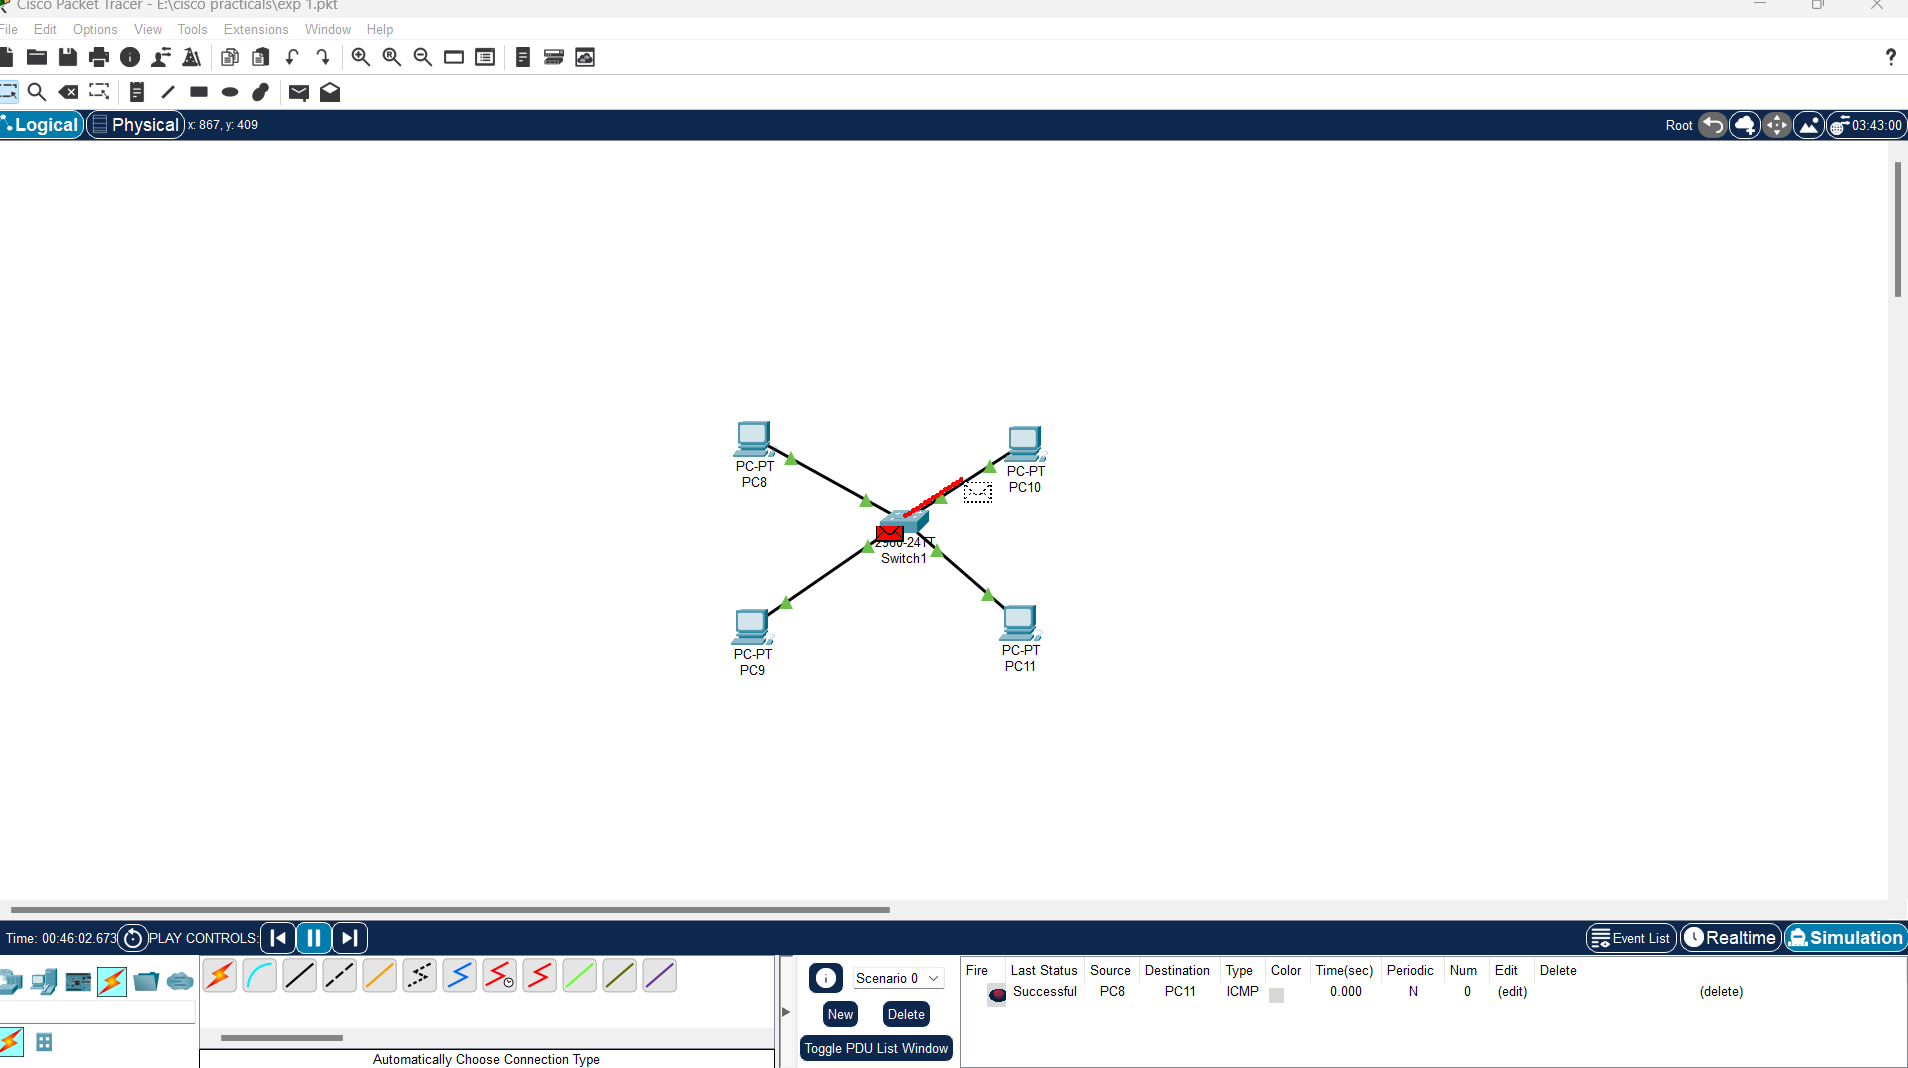 Cisco Packet Tracer - E:\cisco practicals\exp 1.pkt
File Edit Options View Tools Extensions Window Help
?
Logical Physical x: 867, y: 409 Root 03:43:00
PC-PT
PC8
PC-PT
PC10
2960-24TT
Switch1
PC-PT
PC9
PC-PT
PC11
Time: 00:46:02.673 PLAY CONTROLS: Event List Realtime Simulation
Scenario 0
New Delete
Toggle PDU List Window
Fire Last Status Source Destination Type Color Time(sec) Periodic Num Edit Delete
Successful PC8 PC11 ICMP 0.000 N 0 (edit) (delete)
Automatically Choose Connection Type